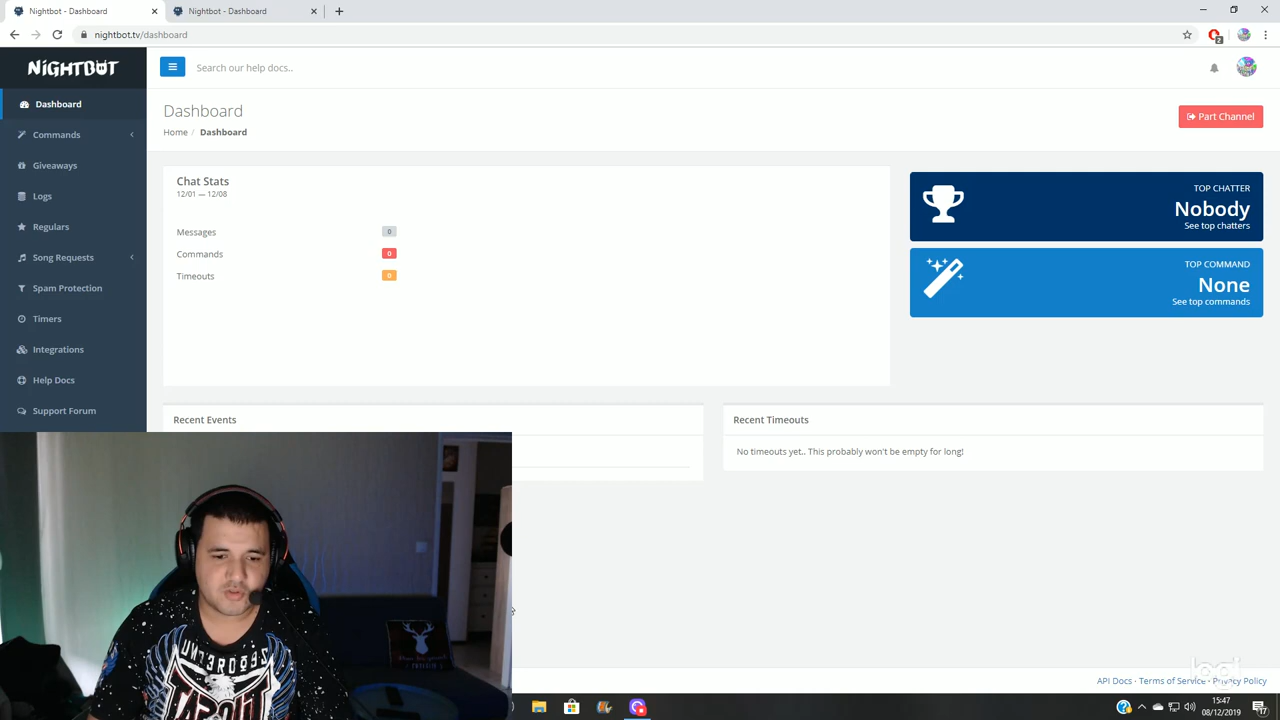 Nightbot - Dashboard
Nightbot - Dashboard
nightbot.tv/dashboard
2
NIGHTBOT
Search our help docs..
Dashboard
Commands
Giveaways
Logs
Regulars
Song Requests
Spam Protection
Timers
Integrations
Help Docs
Support Forum
Dashboard
Home / Dashboard
Part Channel
Chat Stats
12/01 — 12/08
Messages 0
Commands 0
Timeouts 0
TOP CHATTER
Nobody
See top chatters
TOP COMMAND
None
See top commands
Recent Events
Recent Timeouts
No timeouts yet.. This probably won't be empty for long!
logi
API Docs · Terms of Service · Privacy Policy
15:47
08/12/2019
17